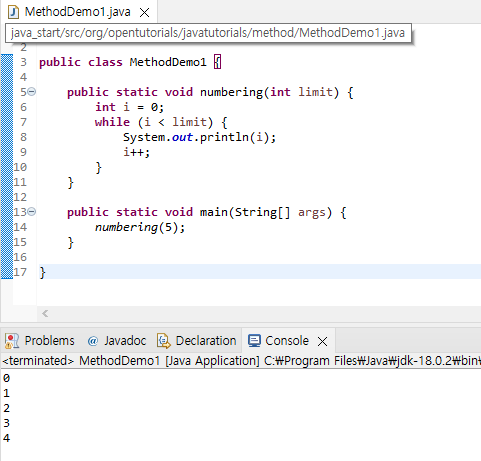 MethodDemo1.java
java_start/src/org/opentutorials/javatutorials/method/MethodDemo1.java
2
3 public class MethodDemo1 {
4
5 public static void numbering(int limit) {
6 int i = 0;
7 while (i < limit) {
8 System.out.println(i);
9 i++;
10 }
11 }
12
13 public static void main(String[] args) {
14 numbering(5);
15 }
16
17 }
Problems @ Javadoc Declaration Console
<terminated> MethodDemo1 [Java Application] C:₩Program Files₩Java₩jdk-18.0.2₩bin₩
0
1
2
3
4